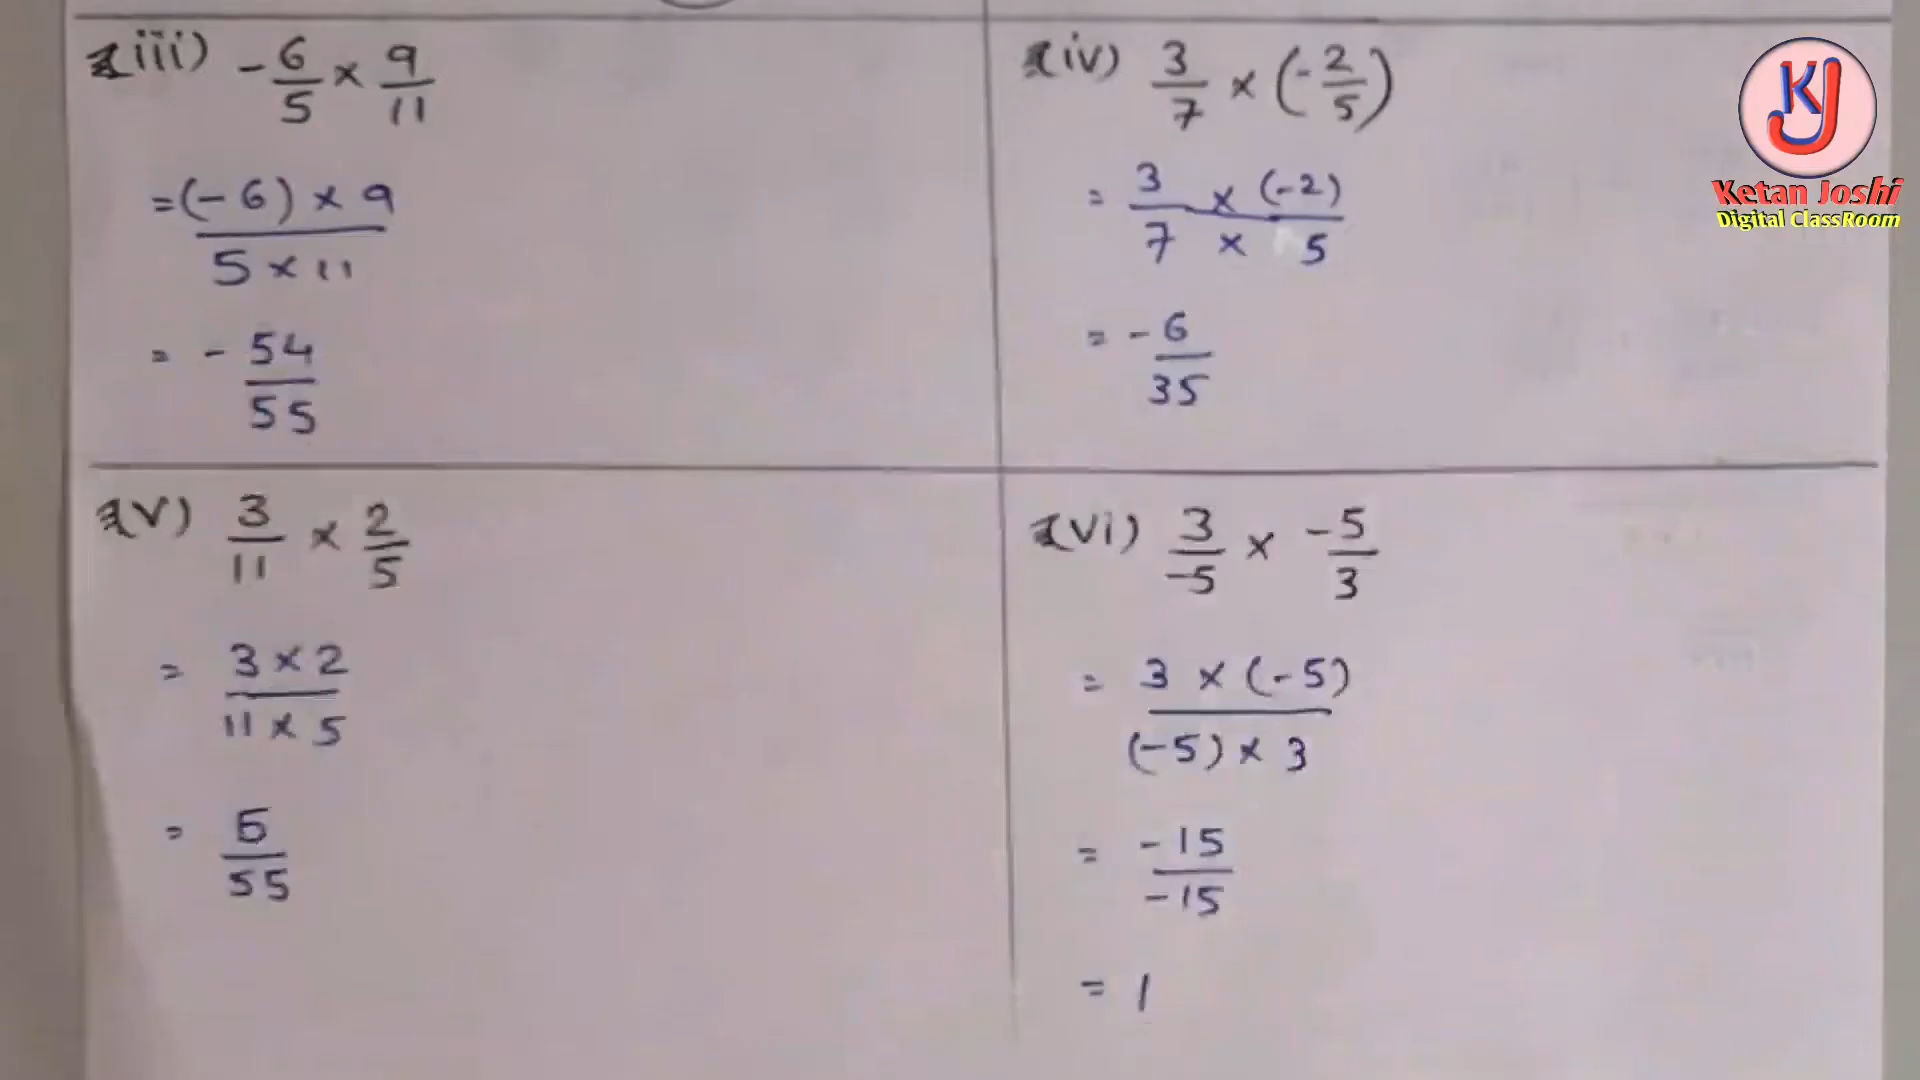 (iii) -6/5 × 9/11
= (-6) × 9 / 5 × 11
= -54/55
(iv) 3/7 × (-2/5)
= 3 × (-2) / 7 × 5
= -6/35
(v) 3/11 × 2/5
= 3 × 2 / 11 × 5
= 5/55
(vi) 3/-5 × -5/3
= 3 × (-5) / (-5) × 3
= -15/-15
= 1
KJ
Ketan Joshi
Digital ClassRoom